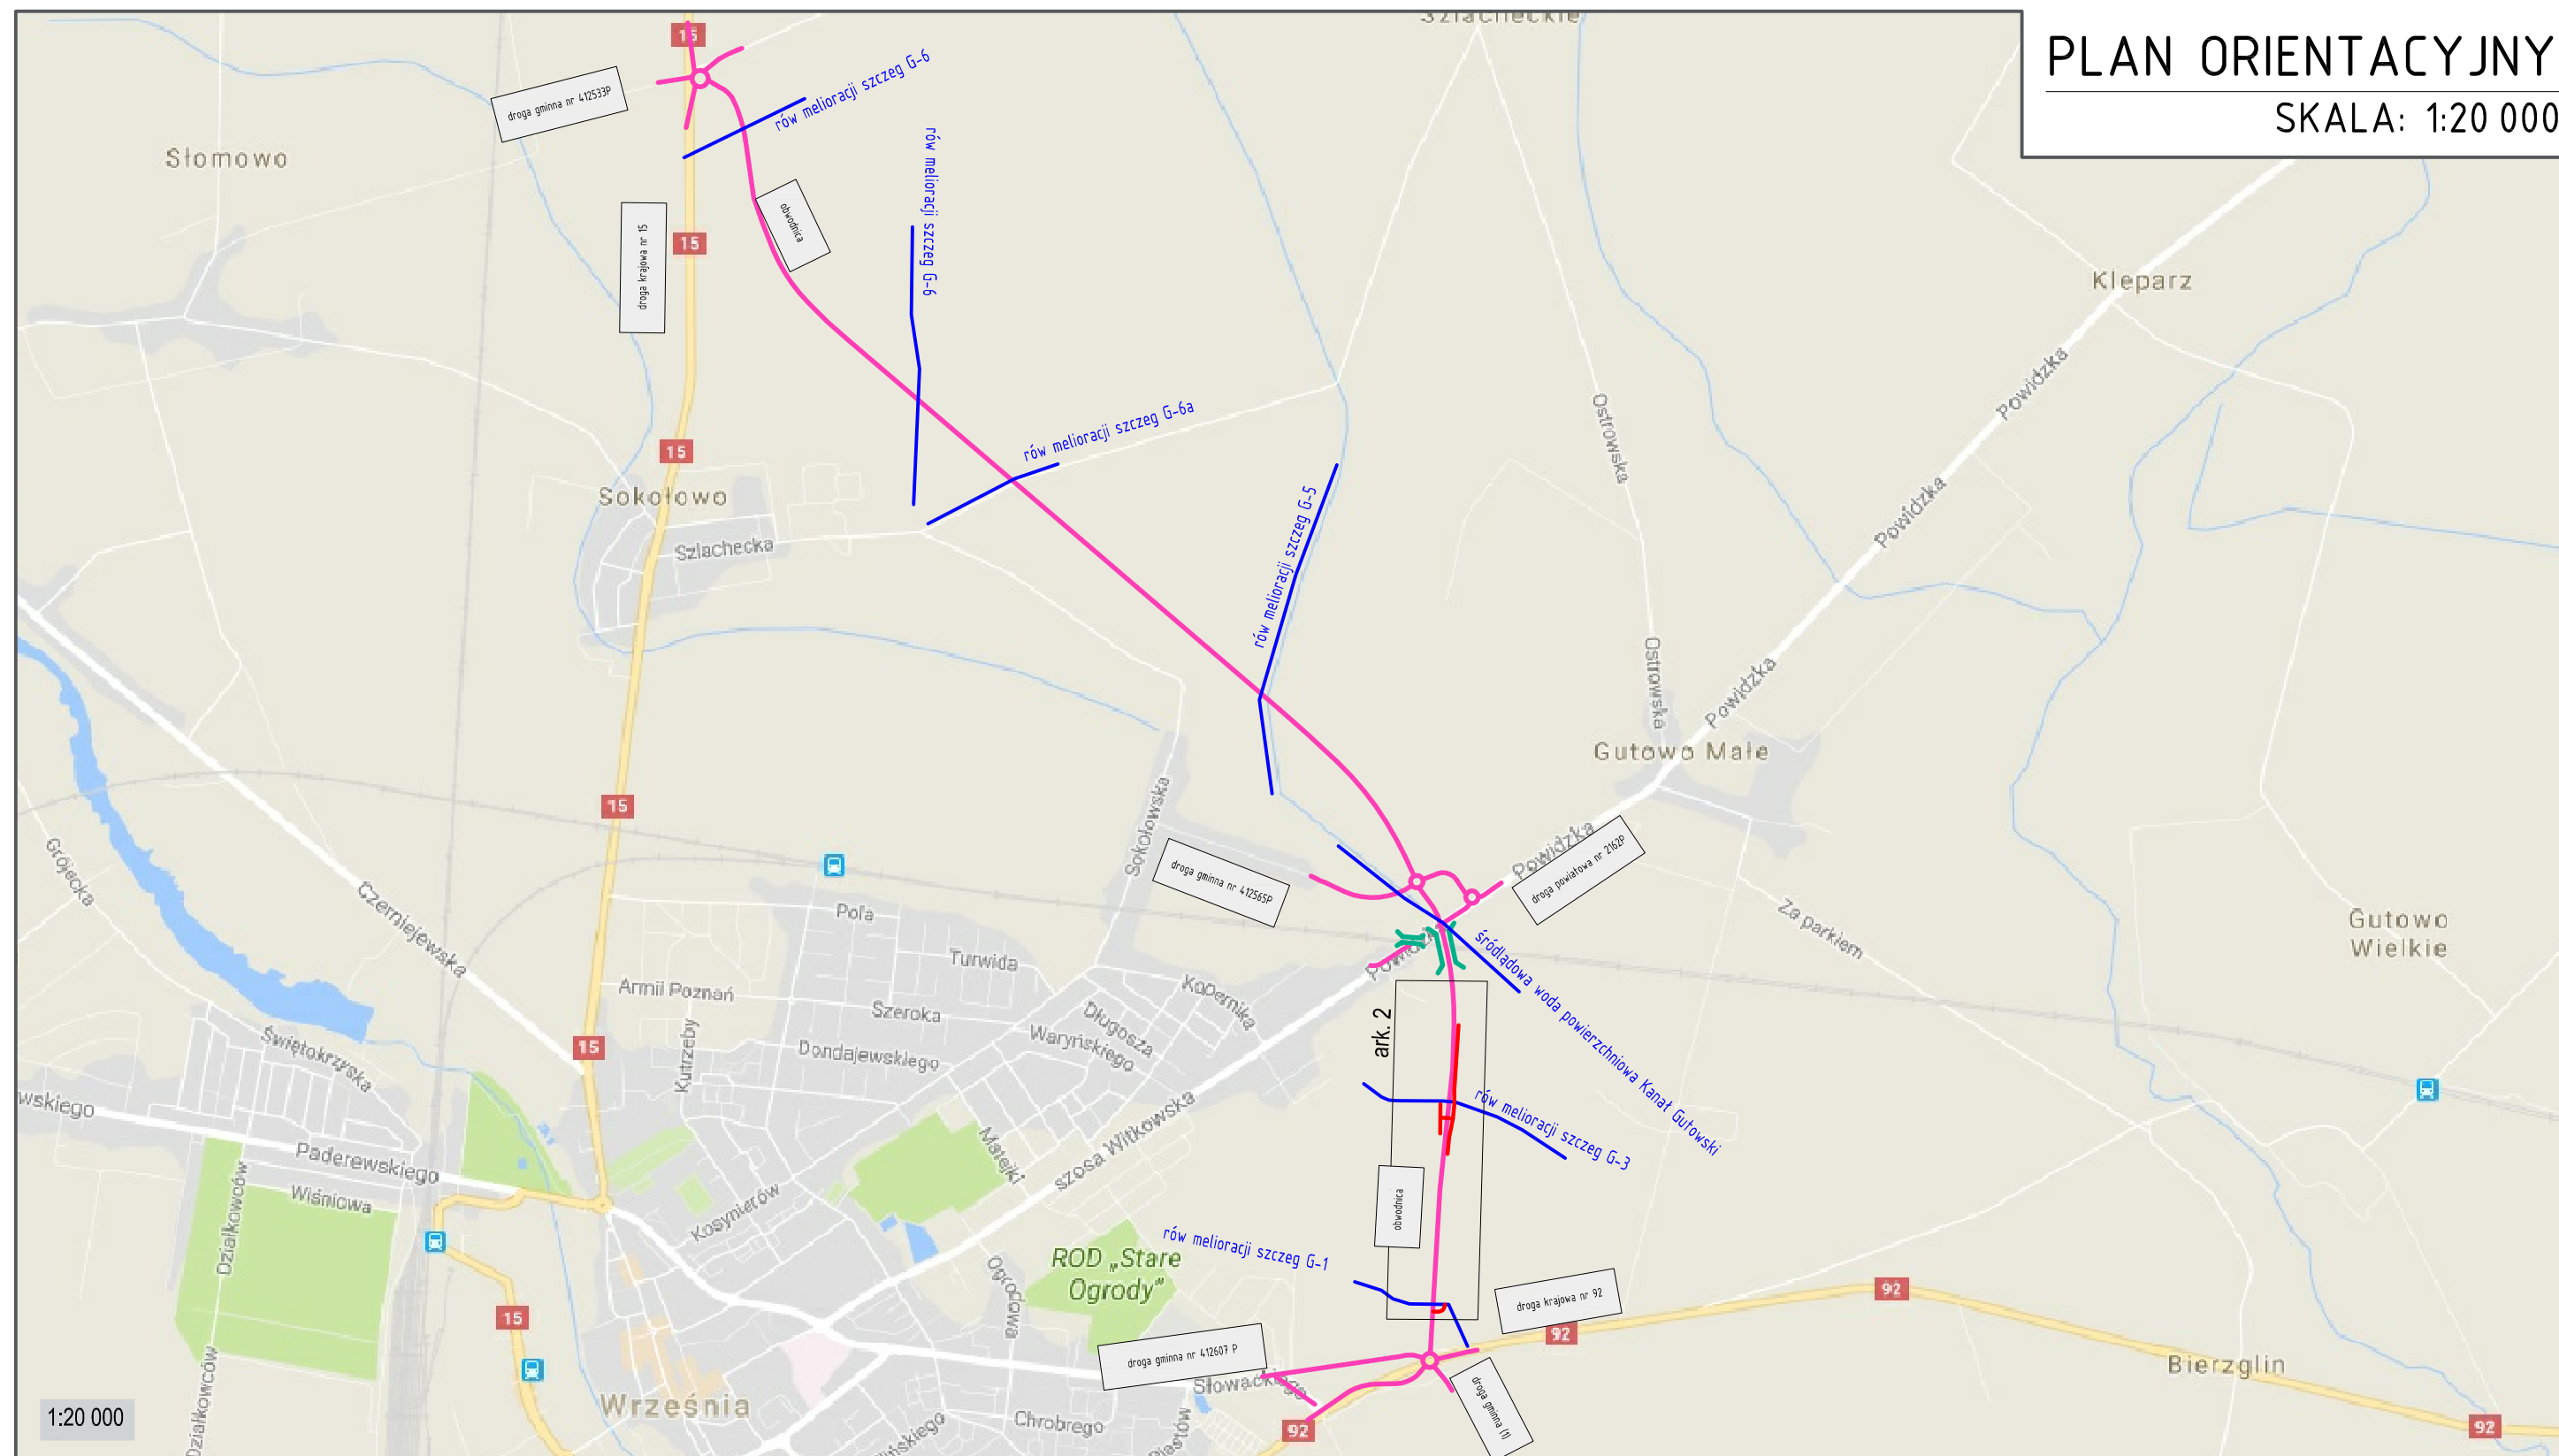 PLAN ORIENTACYJNY
SKALA: 1:20 000
15
droga gminna nr 412533P
rów melioracji szczeg G-6
Słomowo
rów melioracji szczeg G-6
obwodnica
droga krajowa nr 15
15
Kleparz
Powidzka
Ostrowska
rów melioracji szczeg G-6a
15
Sokołowo
Szlachecka
Powidzka
rów melioracji szczeg G-5
Ostrowska
Powidzka
Gutowo Małe
15
Sokołowska
Grójecka
Czerniejewska
Powidzka
droga powiatowa nr 2162P
droga gminna nr 412565P
Pola
Turwida
Za parkiem
Gutowo
Wielkie
śródlądowa woda powierzchniowa Kanał Gutowski
Armii Poznań
Szeroka
Kopernika
Długosza
Waryńskiego
Dondajewskiego
Kutrzeby
15
ark. 2
Świętokrzyska
wskiego
rów melioracji szczeg G-3
Paderewskiego
Wiśniowa
Działkowców
Matejki
szosa Witkowska
Kosynierów
obwodnica
rów melioracji szczeg G-1
ROD „Stare
Ogrody”
Ogrodowa
droga krajowa nr 92
92
92
15
droga gminna nr 412607 P
Słowackiego
droga gminna (1)
Bierzglin
Września
Chrobrego
92
92
Działkowców
1:20 000